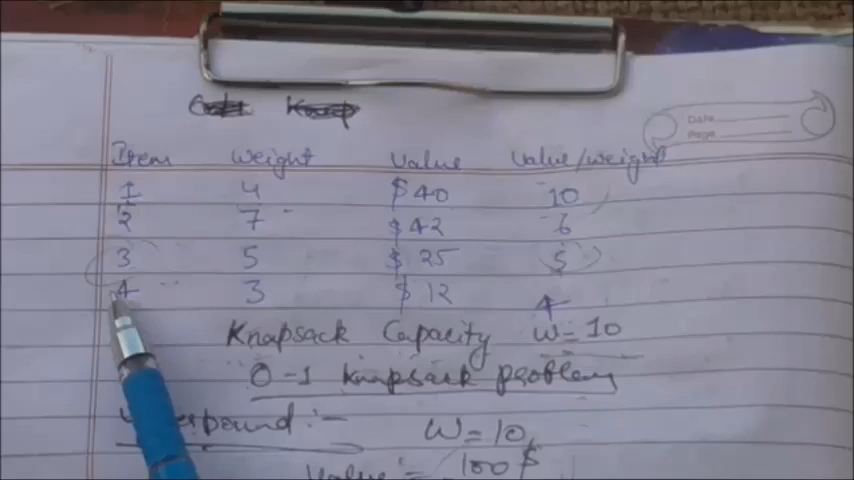 Date
Page
Item Weight Value Value/weight
1 4 $40 10
2 7 $42 6
3 5 $25 5
4 3 $12 4
Knapsack Capacity W=10
0-1 Knapsack problem
W=10
Value = 100$